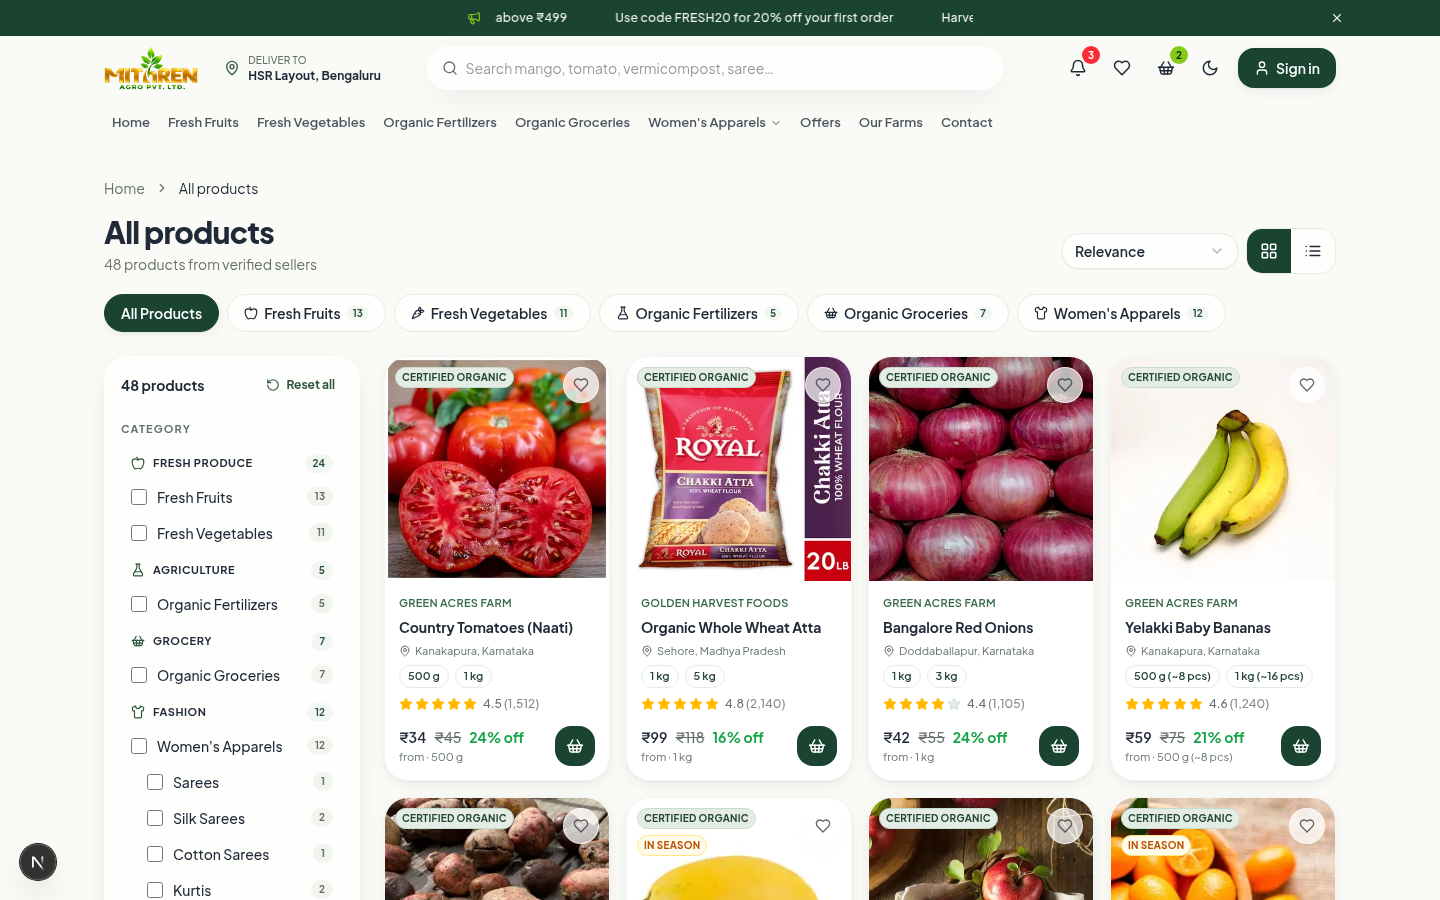 above ₹499 Use code FRESH20 for 20% off your first order Harve
MITHREN
AGRO PVT. LTD.
DELIVER TO
HSR Layout, Bengaluru
Search mango, tomato, vermicompost, saree...
3
2
Sign in
Home Fresh Fruits Fresh Vegetables Organic Fertilizers Organic Groceries Women's Apparels Offers Our Farms Contact
Home > All products
All products
48 products from verified sellers
Relevance
All Products Fresh Fruits 13 Fresh Vegetables 11 Organic Fertilizers 5 Organic Groceries 7 Women's Apparels 12
48 products Reset all
CATEGORY
FRESH PRODUCE 24
Fresh Fruits 13
Fresh Vegetables 11
AGRICULTURE 5
Organic Fertilizers 5
GROCERY 7
Organic Groceries 7
FASHION 12
Women's Apparels 12
Sarees 1
Silk Sarees 2
Cotton Sarees 1
Kurtis 2
N
CERTIFIED ORGANIC
GREEN ACRES FARM
Country Tomatoes (Naati)
Kanakapura, Karnataka
500 g 1 kg
4.5 (1,512)
₹34 ₹45 24% off
from · 500 g
CERTIFIED ORGANIC
TRADITION OF EXCELLENCE
ROYAL
CHAKKI ATTA
100% WHEAT FLOUR
ROYAL CHAKKI ATTA
Chakki Atta
100% WHEAT FLOUR
20 LB
GOLDEN HARVEST FOODS
Organic Whole Wheat Atta
Sehore, Madhya Pradesh
1 kg 5 kg
4.8 (2,140)
₹99 ₹118 16% off
from · 1 kg
CERTIFIED ORGANIC
GREEN ACRES FARM
Bangalore Red Onions
Doddaballapur, Karnataka
1 kg 3 kg
4.4 (1,105)
₹42 ₹55 24% off
from · 1 kg
CERTIFIED ORGANIC
GREEN ACRES FARM
Yelakki Baby Bananas
Kanakapura, Karnataka
500 g (~8 pcs) 1 kg (~16 pcs)
4.6 (1,240)
₹59 ₹75 21% off
from · 500 g (~8 pcs)
CERTIFIED ORGANIC
CERTIFIED ORGANIC
IN SEASON
CERTIFIED ORGANIC
CERTIFIED ORGANIC
IN SEASON